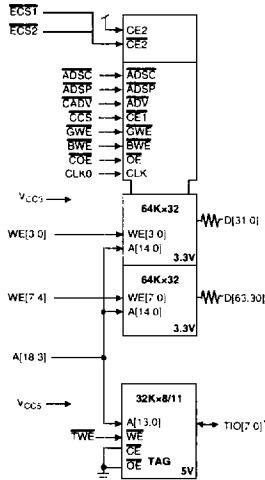 ECS1
ECS2
CE2
CE2
ADSC ADSC
ADSP ADSP
CADV ADV
CCS CE1
GWE GWE
BWE BWE
COE OE
CLK0 CLK
VCC3
64K×32
D[31:0]
WE[3:0] WE[3:0]
A[14:0]
3.3V
64K×32
WE[7:4] WE[7:0]
D[63:30]
A[14:0]
3.3V
A[18:3]
32K×8/11
VCC5
A[13:0]
TIO[7:0]
TWE WE
CE
OE
TAG
5V